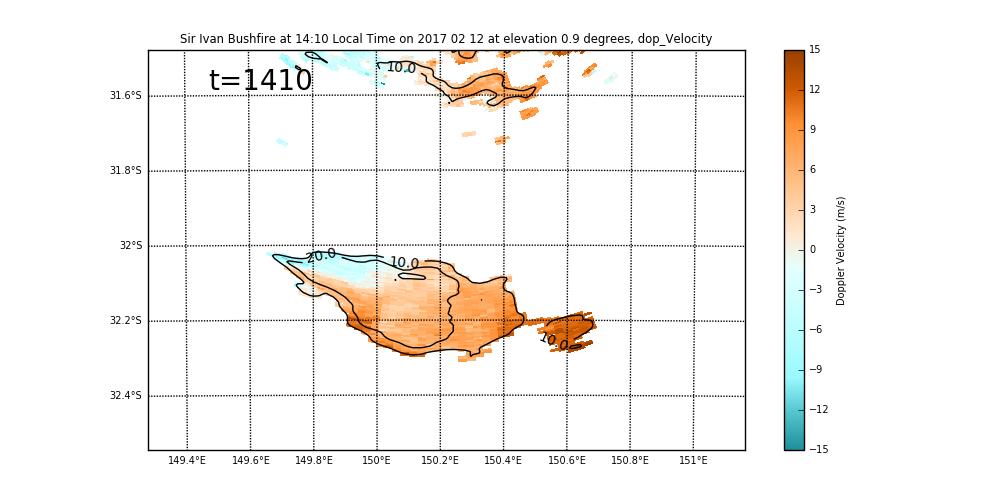 Sir Ivan Bushfire at 14:10 Local Time on 2017 02 12 at elevation 0.9 degrees, dop_Velocity
t=1410
10.0
31.6°S
31.8°S
32°S
32.2°S
32.4°S
20.0
10.0
10.0
149.4°E 149.6°E 149.8°E 150°E 150.2°E 150.4°E 150.6°E 150.8°E 151°E
15
12
9
6
3
0
−3
−6
−9
−12
−15
Doppler Velocity (m/s)